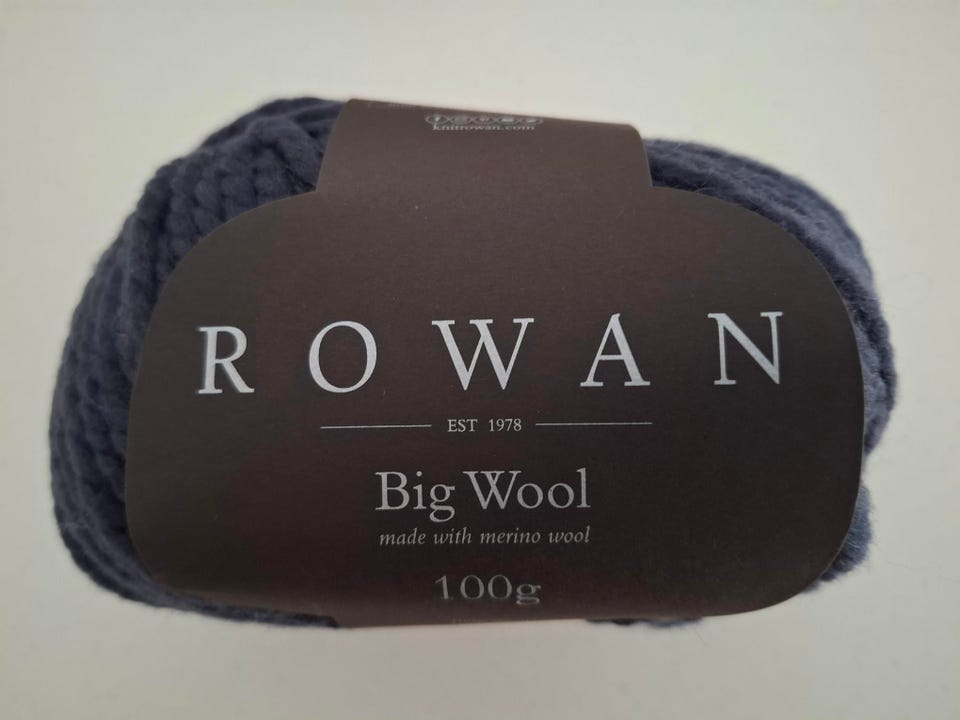 knitrowan.com
ROWAN
EST 1978
Big Wool
made with merino wool
100g